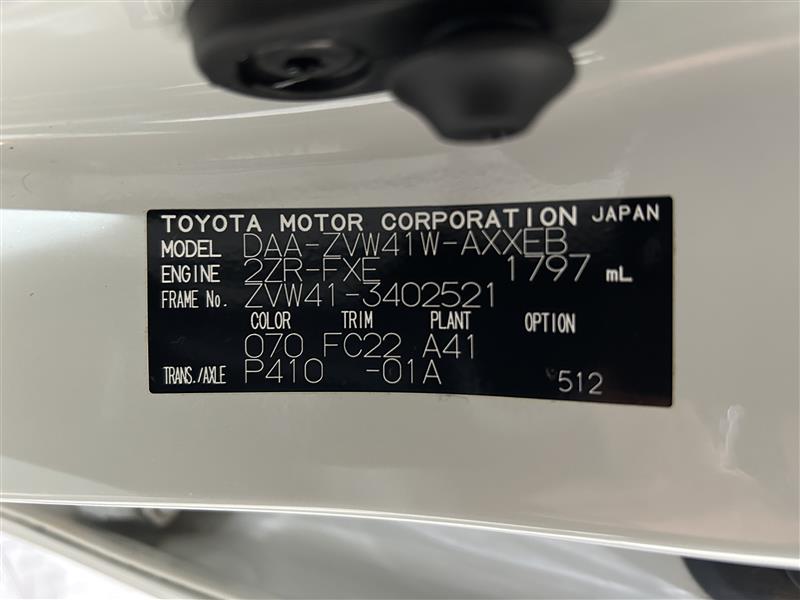 TOYOTA MOTOR CORPORATION JAPAN
MODEL DAA-ZVW41W-AXXEB
ENGINE 2ZR-FXE 1797 mL
FRAME No. ZVW41-3402521
COLOR TRIM PLANT OPTION
070 FC22 A41
TRANS./AXLE P410 -01A 512